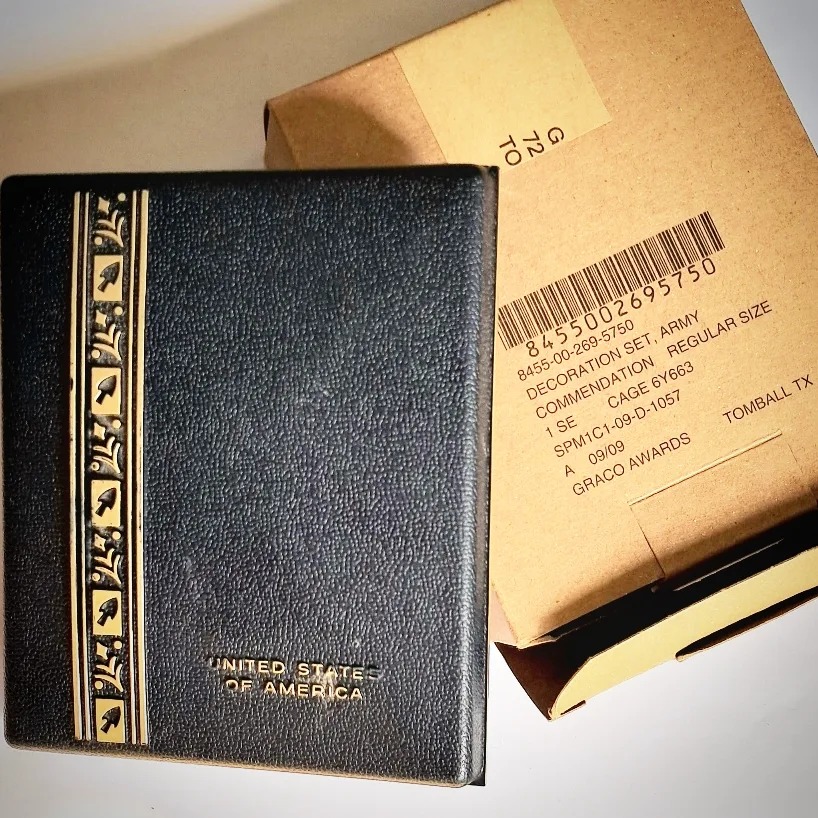 UNITED STATES
OF AMERICA
G
72
TO
8455002695750
8455-00-269-5750
DECORATION SET, ARMY
COMMENDATION REGULAR SIZE
1 SE CAGE 6Y663
SPM1C1-09-D-1057
A 09/09
GRACO AWARDS TOMBALL TX